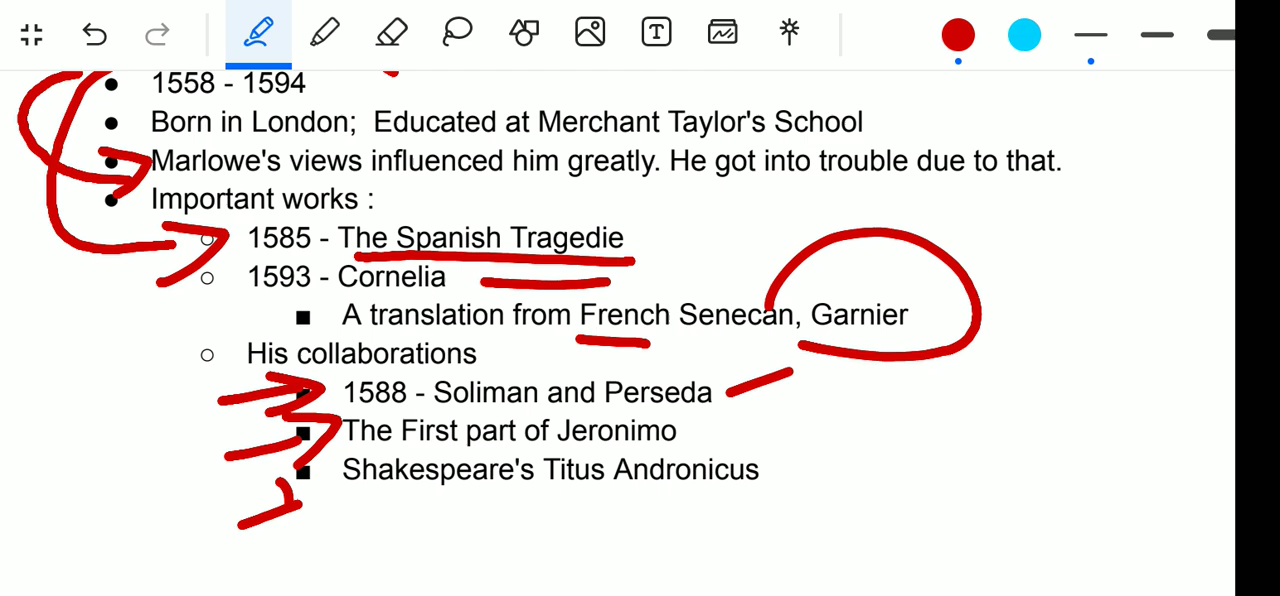 1558 - 1594
Born in London;  Educated at Merchant Taylor's School
Marlowe's views influenced him greatly. He got into trouble due to that.
Important works :
1585 - The Spanish Tragedie
1593 - Cornelia
A translation from French Senecan, Garnier
His collaborations
1588 - Soliman and Perseda
The First part of Jeronimo
Shakespeare's Titus Andronicus